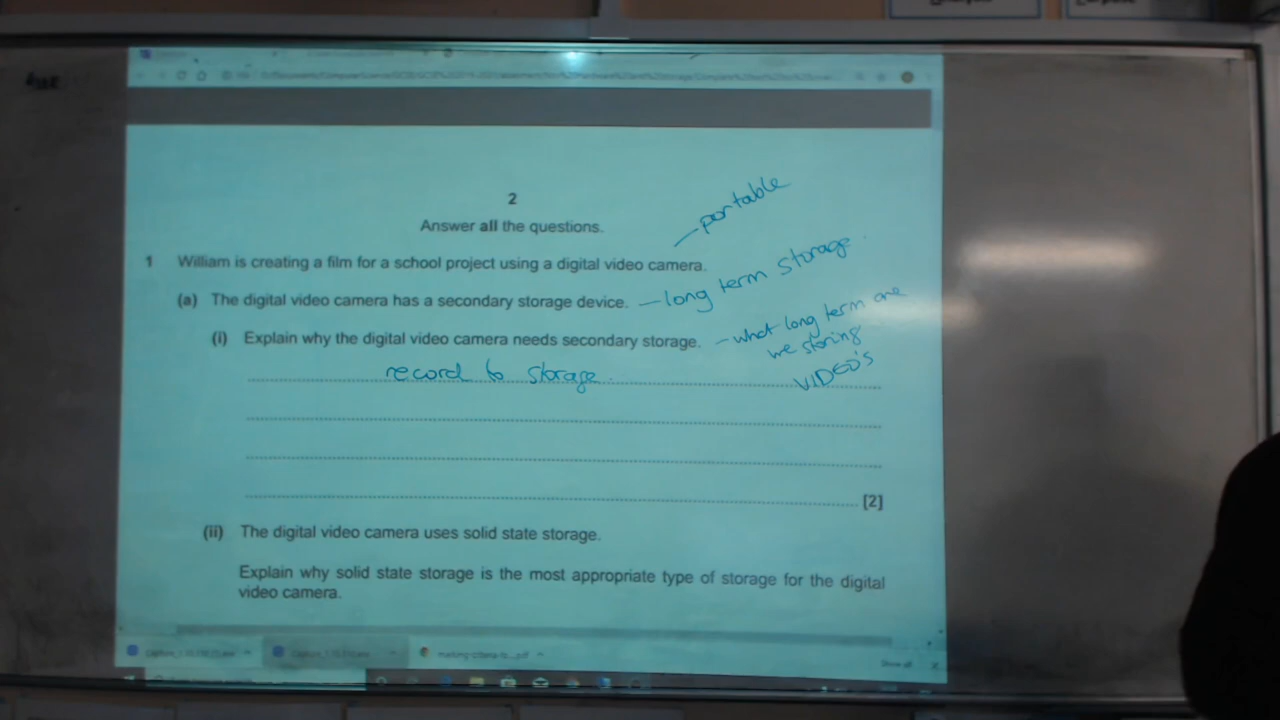 2
Answer all the questions.
— portable
1 William is creating a film for a school project using a digital video camera.
(a) The digital video camera has a secondary storage device. — long term storage
(i) Explain why the digital video camera needs secondary storage. — what long term are
we storing
VIDEO'S
record to storage.
[2]
(ii) The digital video camera uses solid state storage.
Explain why solid state storage is the most appropriate type of storage for the digital
video camera.
Show all